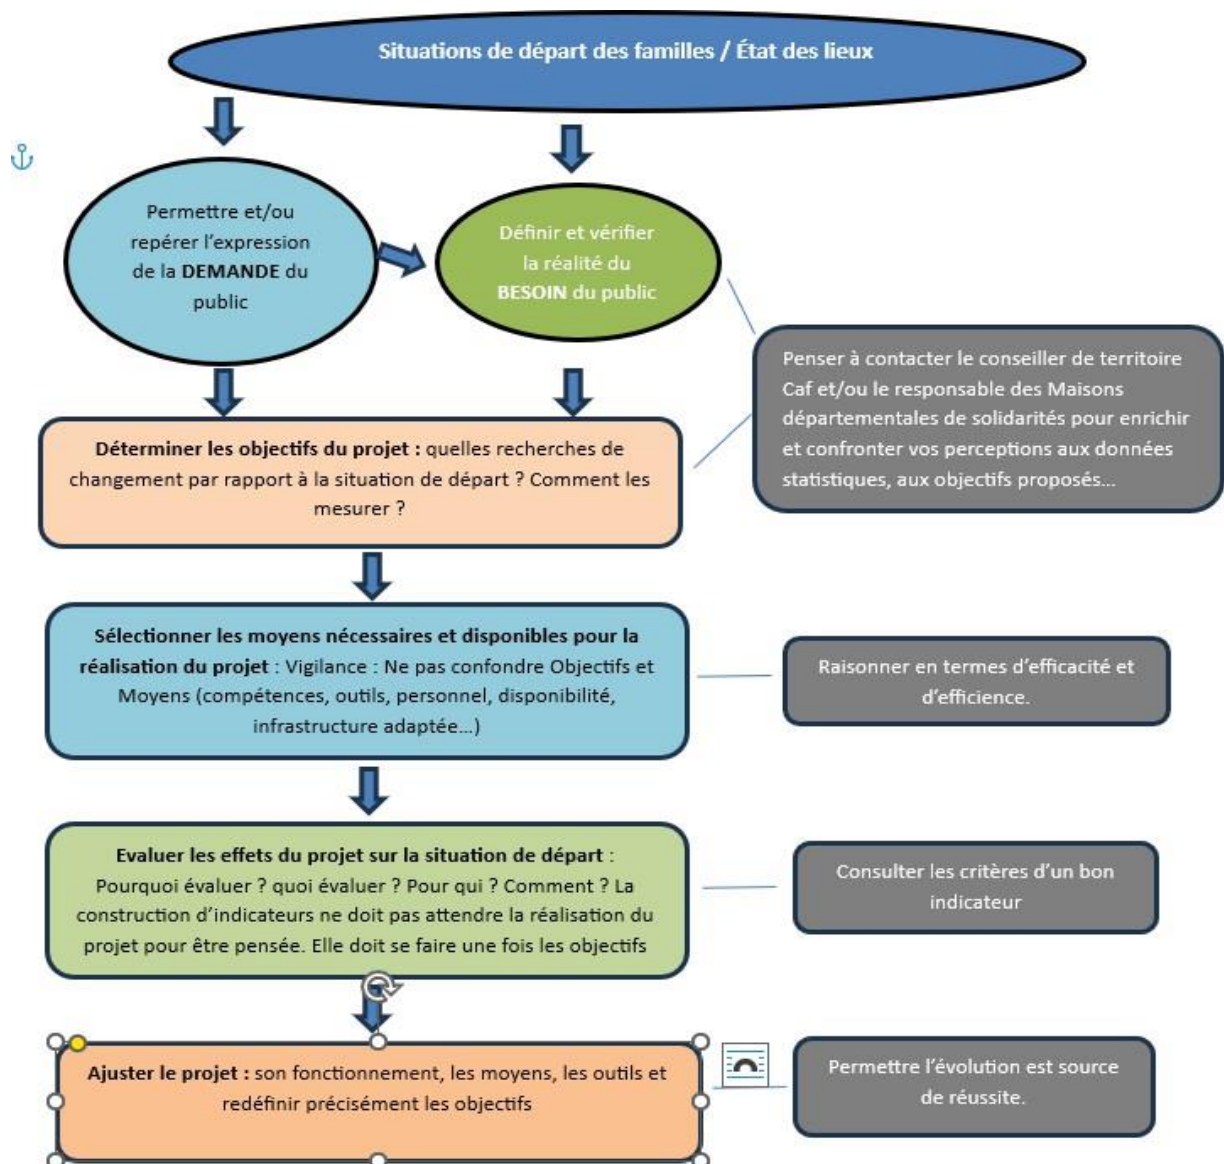 Situations de départ des familles / État des lieux
Permettre et/ou
repérer l’expression
de la DEMANDE du
public
Définir et vérifier
la réalité du
BESOIN du public
Penser à contacter le conseiller de territoire
Caf et/ou le responsable des Maisons
départementales de solidarités pour enrichir
et confronter vos perceptions aux données
statistiques, aux objectifs proposés…
Déterminer les objectifs du projet : quelles recherches de
changement par rapport à la situation de départ ? Comment les
mesurer ?
Sélectionner les moyens nécessaires et disponibles pour la
réalisation du projet : Vigilance : Ne pas confondre Objectifs et
Moyens (compétences, outils, personnel, disponibilité,
infrastructure adaptée…)
Raisonner en termes d’efficacité et
d’efficience.
Evaluer les effets du projet sur la situation de départ :
Pourquoi évaluer ? quoi évaluer ? Pour qui ? Comment ? La
construction d’indicateurs ne doit pas attendre la réalisation du
projet pour être pensée. Elle doit se faire une fois les objectifs
Consulter les critères d’un bon
indicateur
Ajuster le projet : son fonctionnement, les moyens, les outils et
redéfinir précisément les objectifs
Permettre l’évolution est source
de réussite.